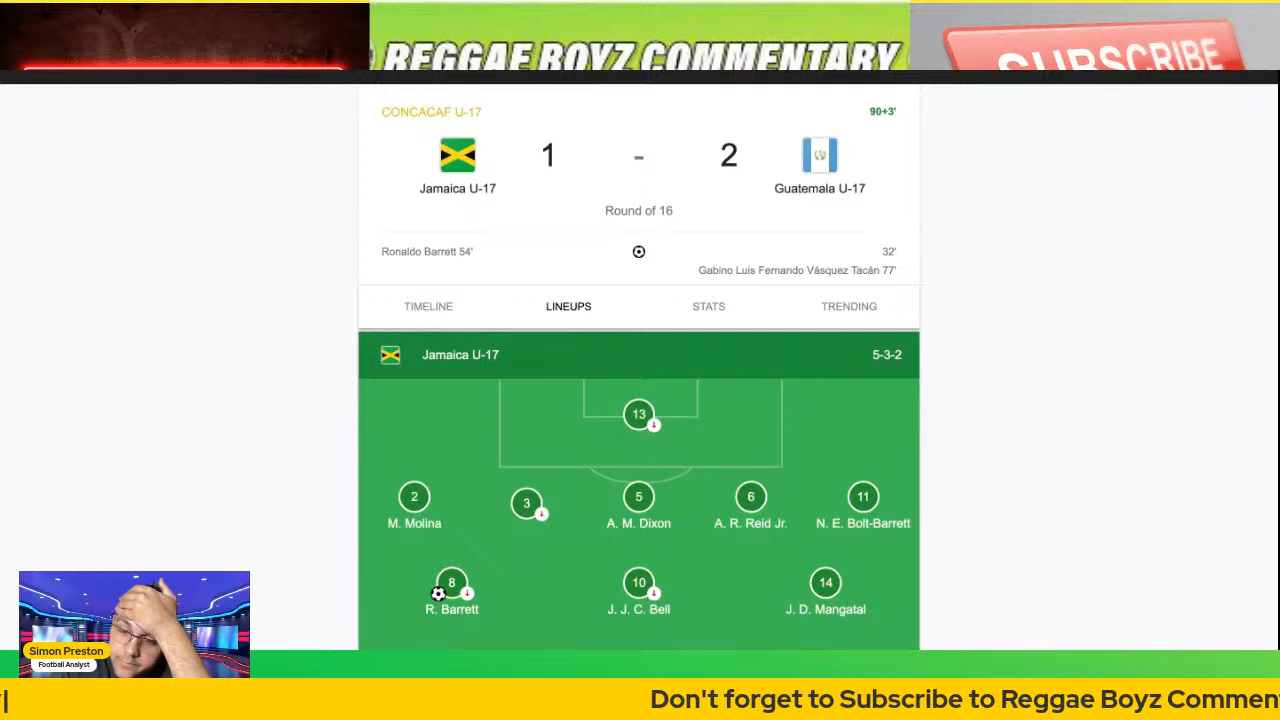 REGGAE BOYZ COMMENTARY
SUBSCRIBE
CONCACAF U-17
90+3'
1 - 2
Jamaica U-17
Guatemala U-17
Round of 16
Ronaldo Barrett 54'
32'
Gabino Luis Fernando Vásquez Tacán 77'
TIMELINE
LINEUPS
STATS
TRENDING
Jamaica U-17
5-3-2
13
2
3
5
6
11
M. Molina
A. M. Dixon
A. R. Reid Jr.
N. E. Bolt-Barrett
8
10
14
R. Barrett
J. J. C. Bell
J. D. Mangatal
Simon Preston
Football Analyst
Don't forget to Subscribe to Reggae Boyz Commen